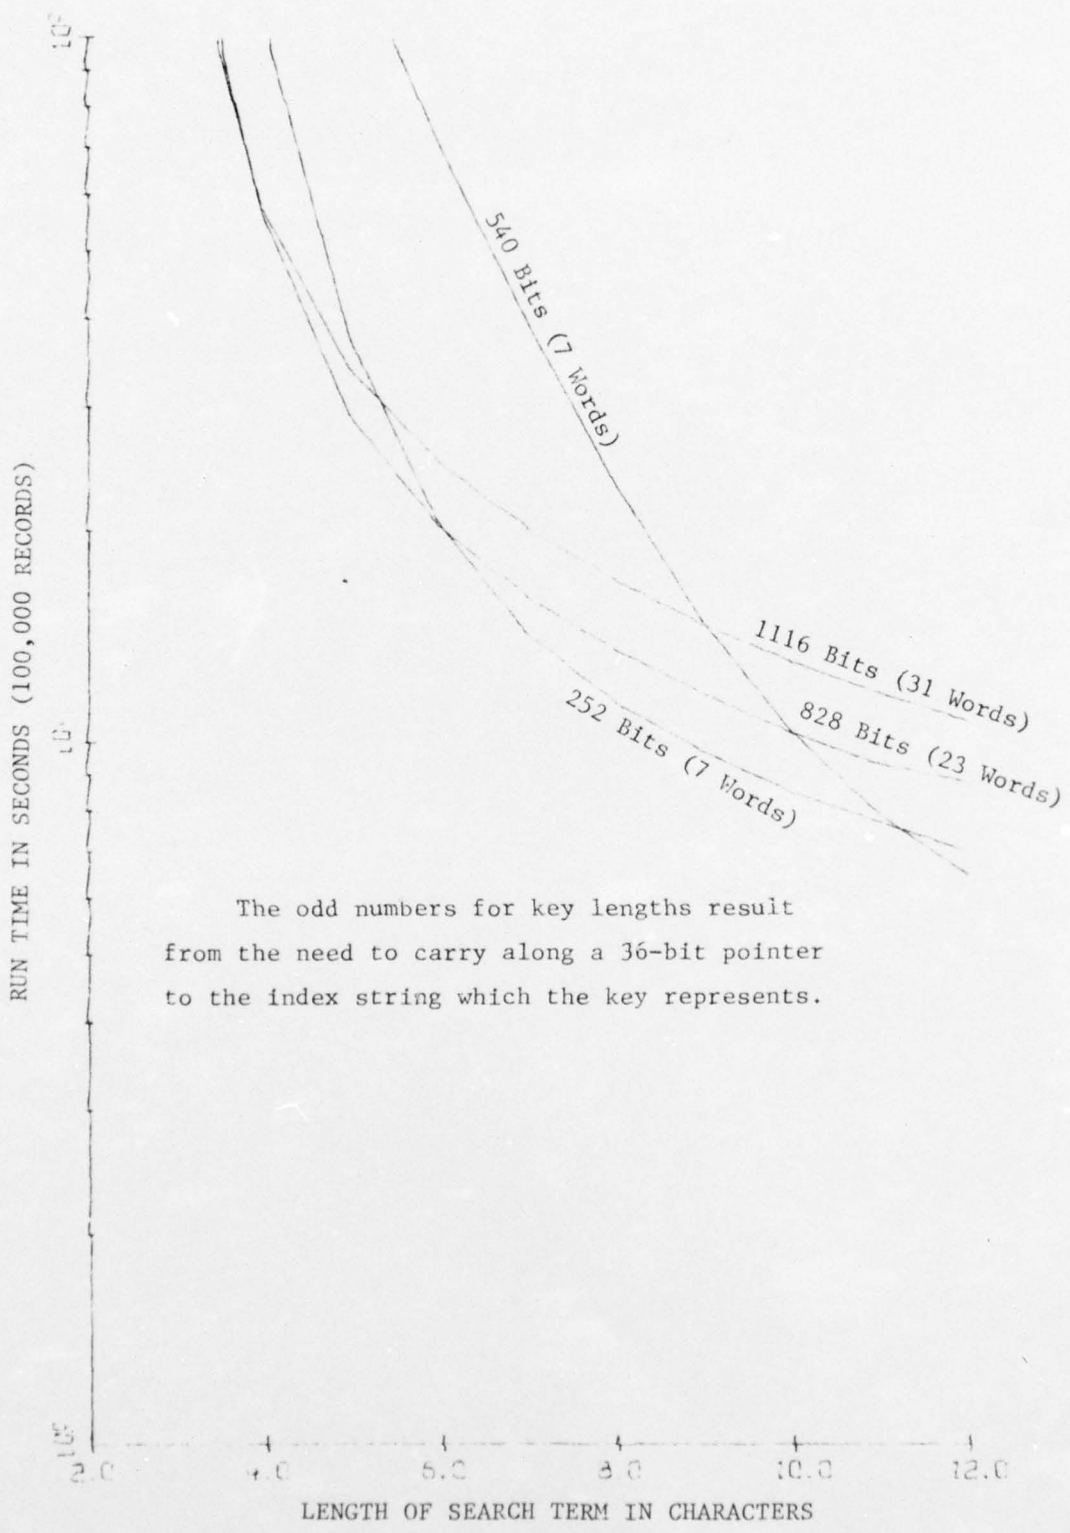 RUN TIME IN SECONDS (100,000 RECORDS)
540 Bits (7 Words)
1116 Bits (31 Words)
828 Bits (23 Words)
252 Bits (7 Words)
The odd numbers for key lengths result
from the need to carry along a 36-bit pointer
to the index string which the key represents.
2.0 4.0 6.0 8.0 10.0 12.0
LENGTH OF SEARCH TERM IN CHARACTERS